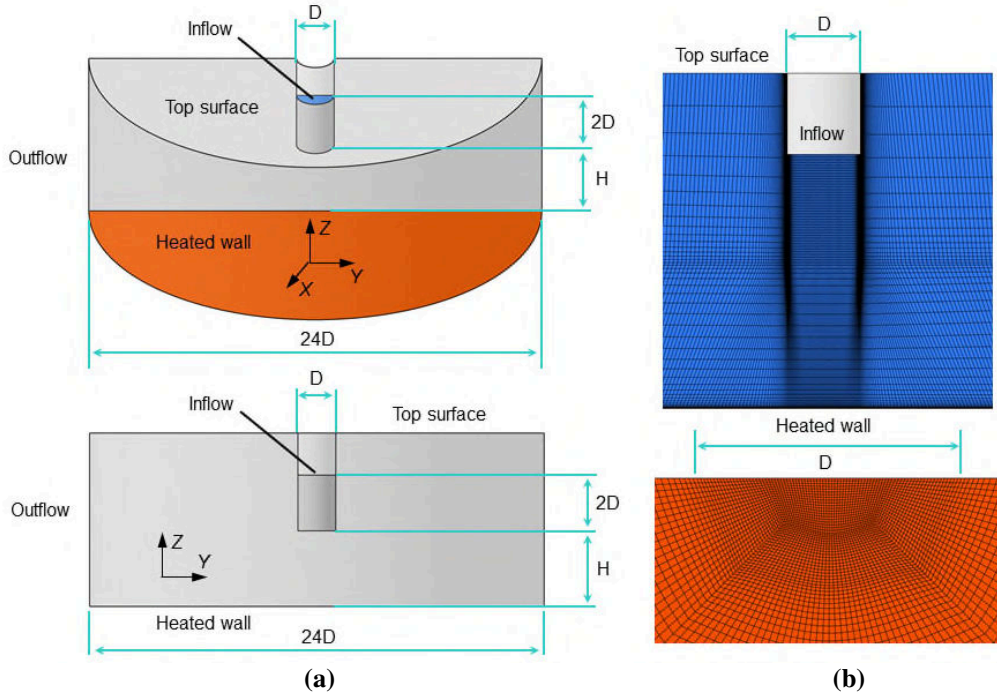 D
Inflow
Top surface
2D
Outflow
H
Heated wall
Z
Y
X
24D
D
Inflow
Top surface
2D
Outflow
Z
Y
H
Heated wall
24D
(a)
D
Top surface
Inflow
Heated wall
D
(b)